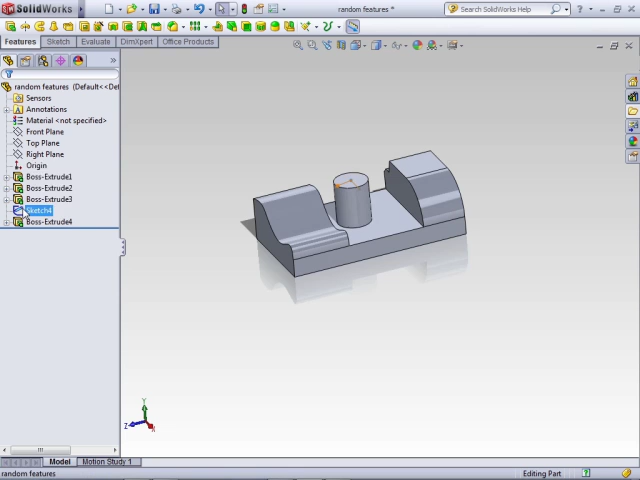 SolidWorks
random features *
Search SolidWorks
Features
Sketch
Evaluate
DimXpert
Office Products
random features (Default<<Def
Sensors
Annotations
Material <not specified>
Front Plane
Top Plane
Right Plane
Origin
Boss-Extrude1
Boss-Extrude2
Boss-Extrude3
Sketch4
Boss-Extrude4
Y
Z
X
Model
Motion Study 1
random features
Editing Part